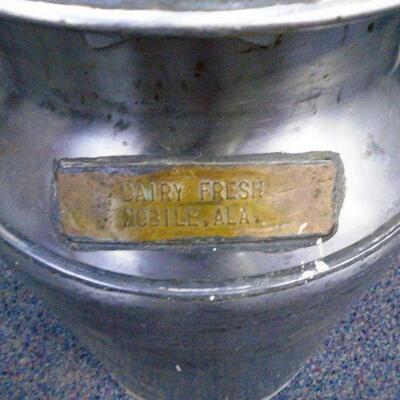 DAIRY FRESH
MOBILE, ALA.